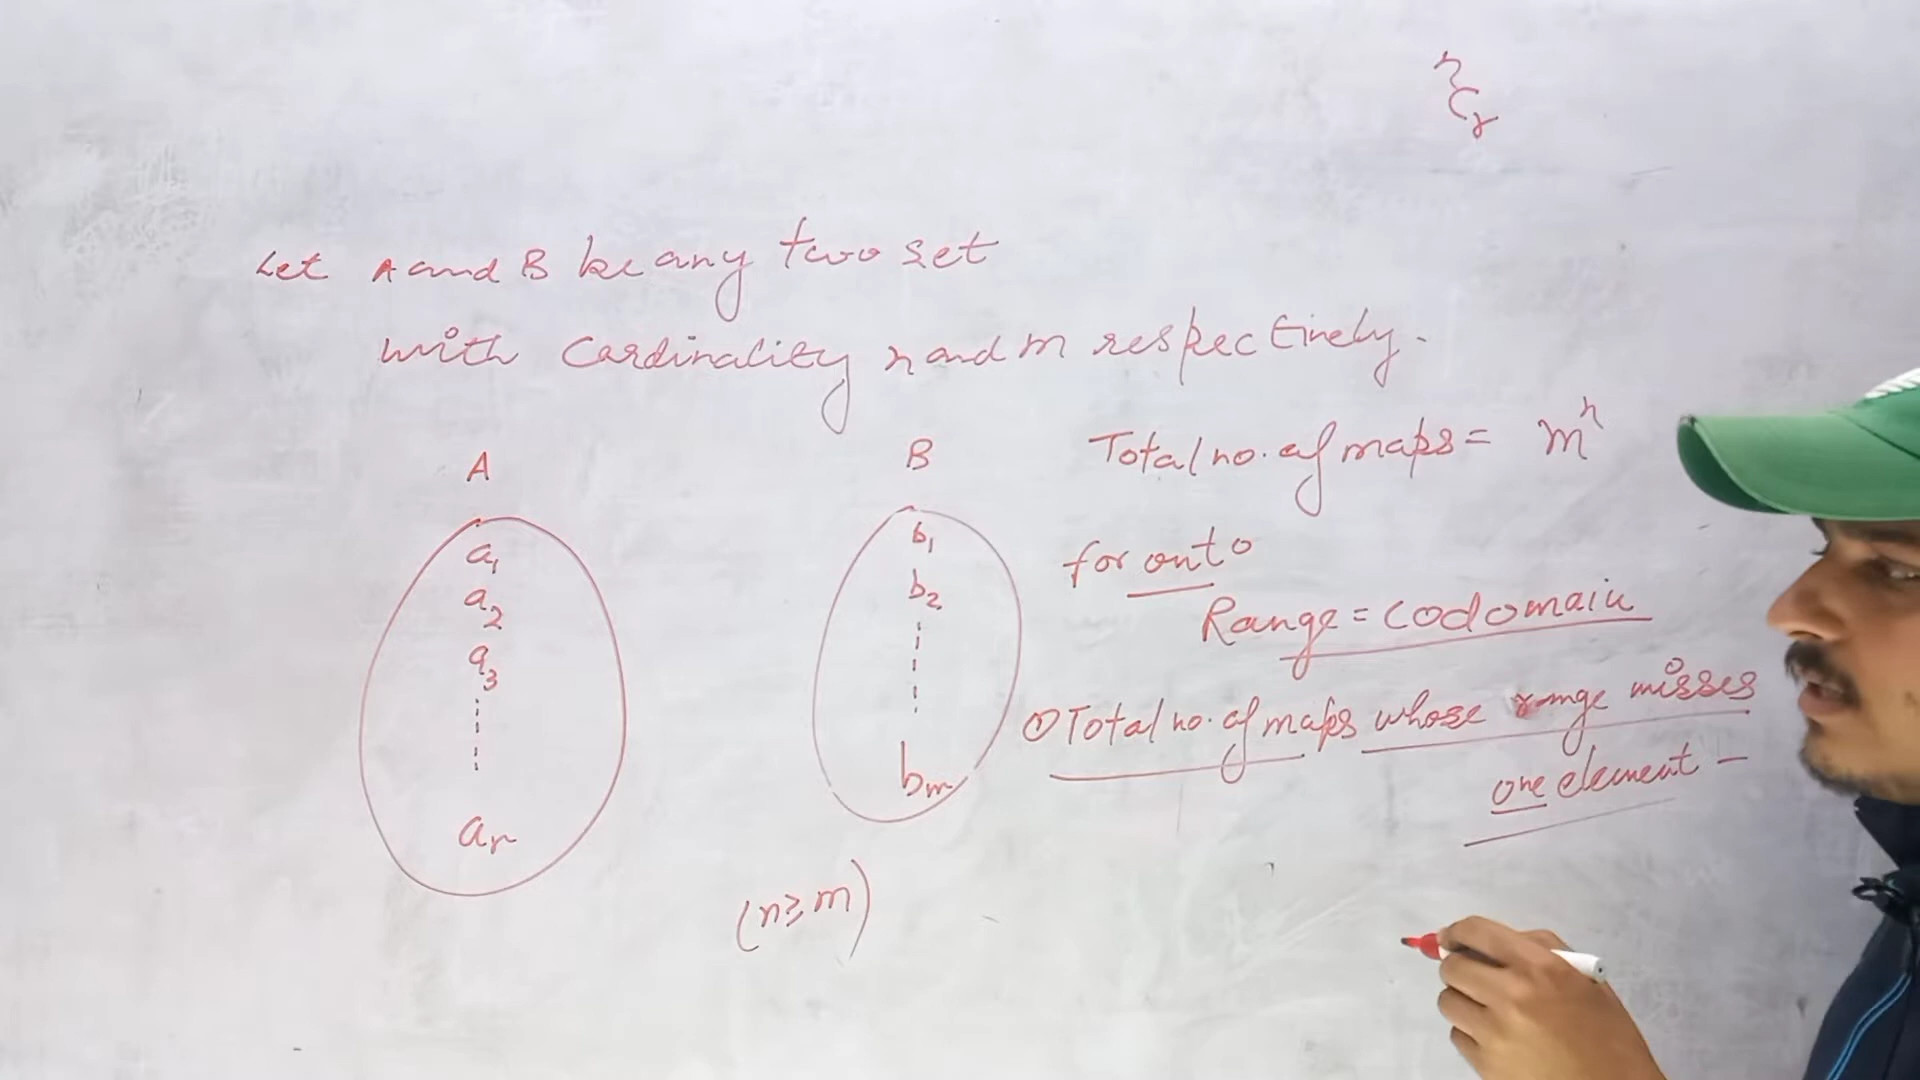 ⁿCᵣ
Let A and B be any two set
with Cardinality n and m respectively.
Total no. of maps = mⁿ
A
B
a₁
a₂
a₃
aₙ
b₁
b₂
bₘ
(n≥m)
for onto
Range = codomain
① Total no. of maps whose range misses
one element –